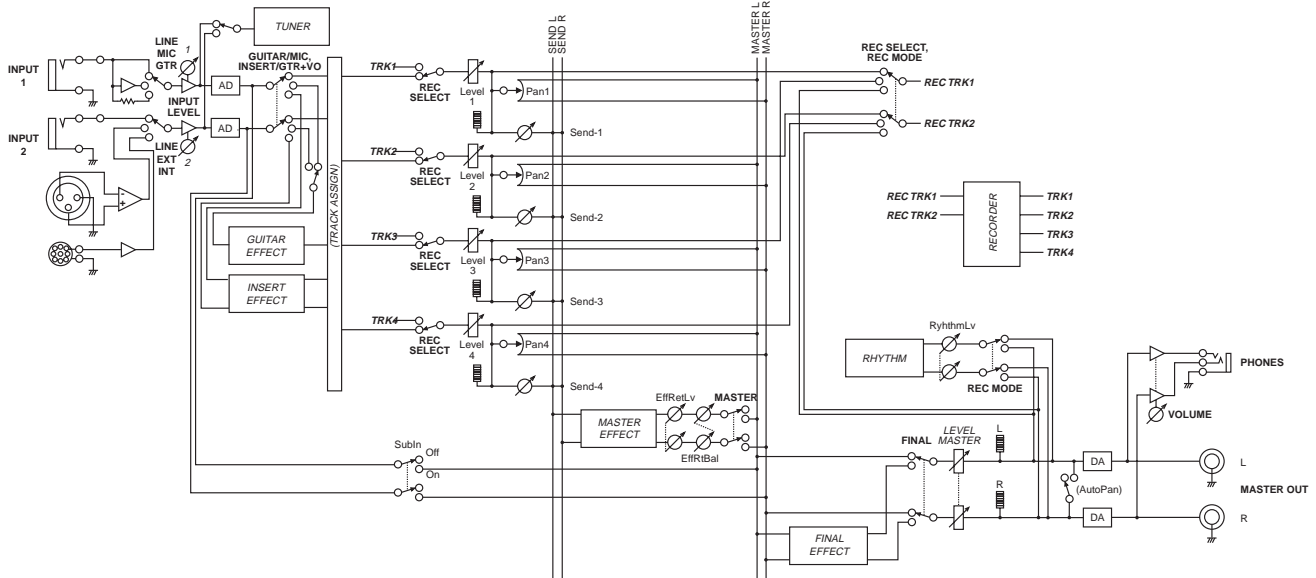 SEND L
SEND R
MASTER L
MASTER R
TUNER
LINE
MIC
GTR
1
GUITAR/MIC,
INSERT/GTR+VO
INPUT
1
AD
INPUT
LEVEL
AD
INPUT
2
LINE
EXT
INT
2
-
+
GUITAR
EFFECT
INSERT
EFFECT
(TRACK ASSIGN)
TRK1
REC
SELECT
Level
1
Pan1
Send-1
TRK2
REC
SELECT
Level
2
Pan2
Send-2
TRK3
REC
SELECT
Level
3
Pan3
Send-3
TRK4
REC
SELECT
Level
4
Pan4
Send-4
REC SELECT,
REC MODE
REC TRK1
REC TRK2
REC TRK1
REC TRK2
RECORDER
TRK1
TRK2
TRK3
TRK4
RyhthmLv
RHYTHM
REC MODE
PHONES
VOLUME
EffRetLv
MASTER
MASTER
EFFECT
EffRtBal
SubIn
Off
On
FINAL
LEVEL
MASTER
L
R
DA
(AutoPan)
DA
L
MASTER OUT
R
FINAL
EFFECT